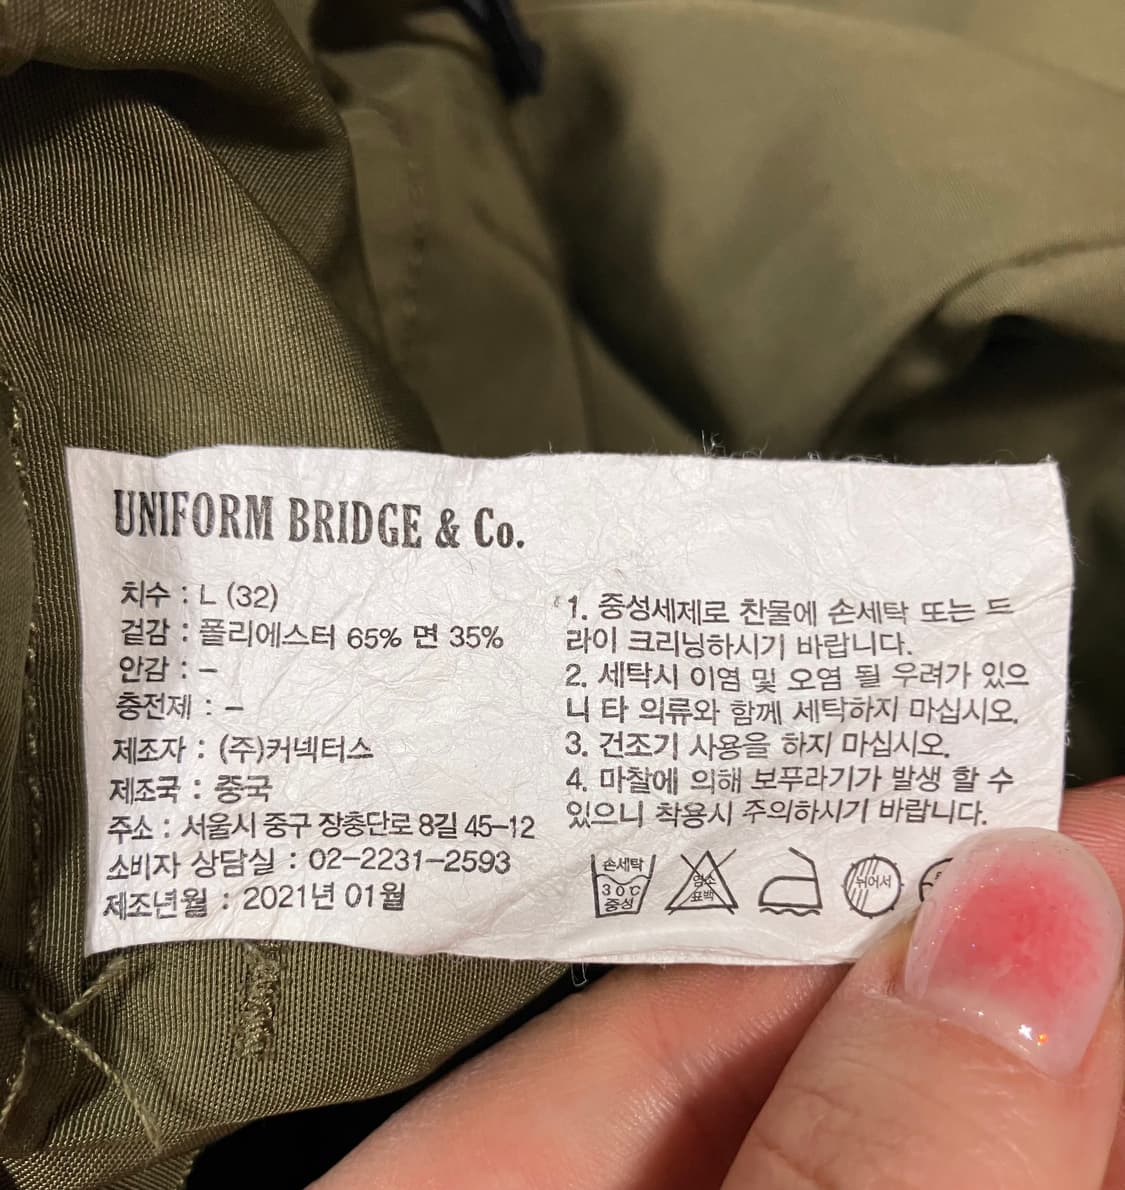 UNIFORM BRIDGE & Co.
치수 : L (32)
겉감 : 폴리에스터 65% 면 35%
안감 : –
충전제 : –
제조자 : (주)커넥터스
제조국 : 중국
주소 : 서울시 중구 장충단로 8길 45-12
소비자 상담실 : 02-2231-2593
제조년월 : 2021년 01월
1. 중성세제로 찬물에 손세탁 또는 드
라이 크리닝하시기 바랍니다.
2. 세탁시 이염 및 오염 될 우려가 있으
니 타 의류와 함께 세탁하지 마십시오.
3. 건조기 사용을 하지 마십시오.
4. 마찰에 의해 보푸라기가 발생 할 수
있으니 착용시 주의하시기 바랍니다.
손세탁
30℃
중성
염소
표백
뉘어서